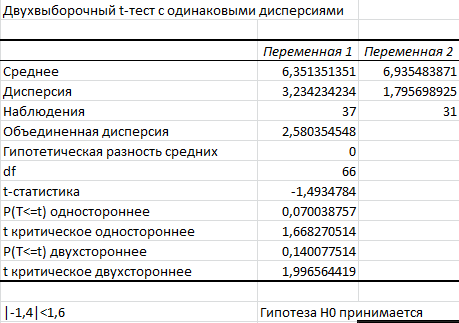 Двухвыборочный t-тест с одинаковыми дисперсиями
Переменная 1 Переменная 2
Среднее 6,351351351 6,935483871
Дисперсия 3,234234234 1,795698925
Наблюдения 37 31
Объединенная дисперсия 2,580354548
Гипотетическая разность средних 0
df 66
t-статистика -1,4934784
P(T<=t) одностороннее 0,070038757
t критическое одностороннее 1,668270514
P(T<=t) двухстороннее 0,140077514
t критическое двухстороннее 1,996564419
|-1,4|<1,6 Гипотеза H0 принимается